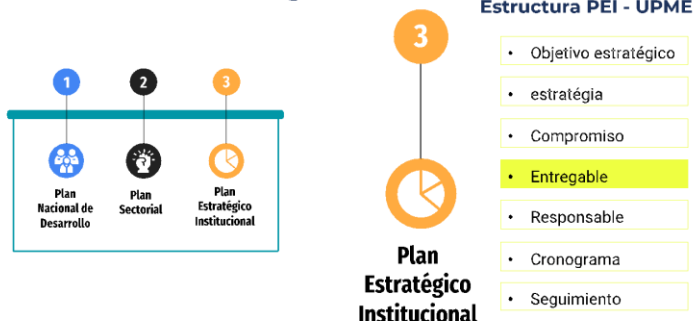 1
2
3
Plan
Nacional de
Desarrollo
Plan
Sectorial
Plan
Estratégico
Institucional
3
Plan
Estratégico
Institucional
Estructura PEI - UPME
• Objetivo estratégico
• estratégia
• Compromiso
• Entregable
• Responsable
• Cronograma
• Seguimiento